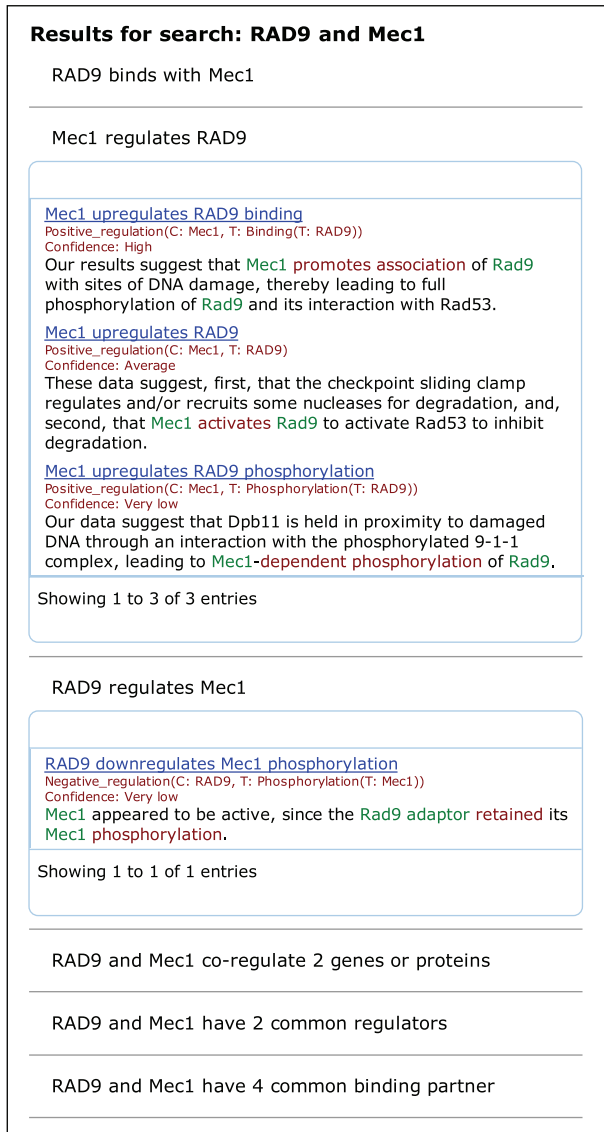 Results for search: RAD9 and Mec1
RAD9 binds with Mec1
Mec1 regulates RAD9
Mec1 upregulates RAD9 binding
Positive_regulation(C: Mec1, T: Binding(T: RAD9))
Confidence: High
Our results suggest that Mec1 promotes association of Rad9
with sites of DNA damage, thereby leading to full
phosphorylation of Rad9 and its interaction with Rad53.
Mec1 upregulates RAD9
Positive_regulation(C: Mec1, T: RAD9)
Confidence: Average
These data suggest, first, that the checkpoint sliding clamp
regulates and/or recruits some nucleases for degradation, and,
second, that Mec1 activates Rad9 to activate Rad53 to inhibit
degradation.
Mec1 upregulates RAD9 phosphorylation
Positive_regulation(C: Mec1, T: Phosphorylation(T: RAD9))
Confidence: Very low
Our data suggest that Dpb11 is held in proximity to damaged
DNA through an interaction with the phosphorylated 9-1-1
complex, leading to Mec1-dependent phosphorylation of Rad9.
Showing 1 to 3 of 3 entries
RAD9 regulates Mec1
RAD9 downregulates Mec1 phosphorylation
Negative_regulation(C: RAD9, T: Phosphorylation(T: Mec1))
Confidence: Very low
Mec1 appeared to be active, since the Rad9 adaptor retained its
Mec1 phosphorylation.
Showing 1 to 1 of 1 entries
RAD9 and Mec1 co-regulate 2 genes or proteins
RAD9 and Mec1 have 2 common regulators
RAD9 and Mec1 have 4 common binding partner